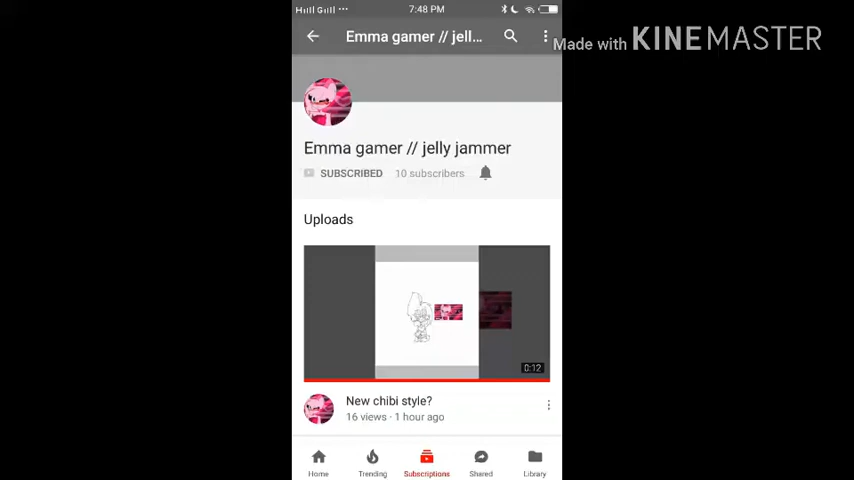 7:48 PM
Emma gamer // jell...
Made with KINEMASTER
Emma gamer // jelly jammer
SUBSCRIBED 10 subscribers
Uploads
0:12
New chibi style?
16 views · 1 hour ago
Home Trending Subscriptions Shared Library